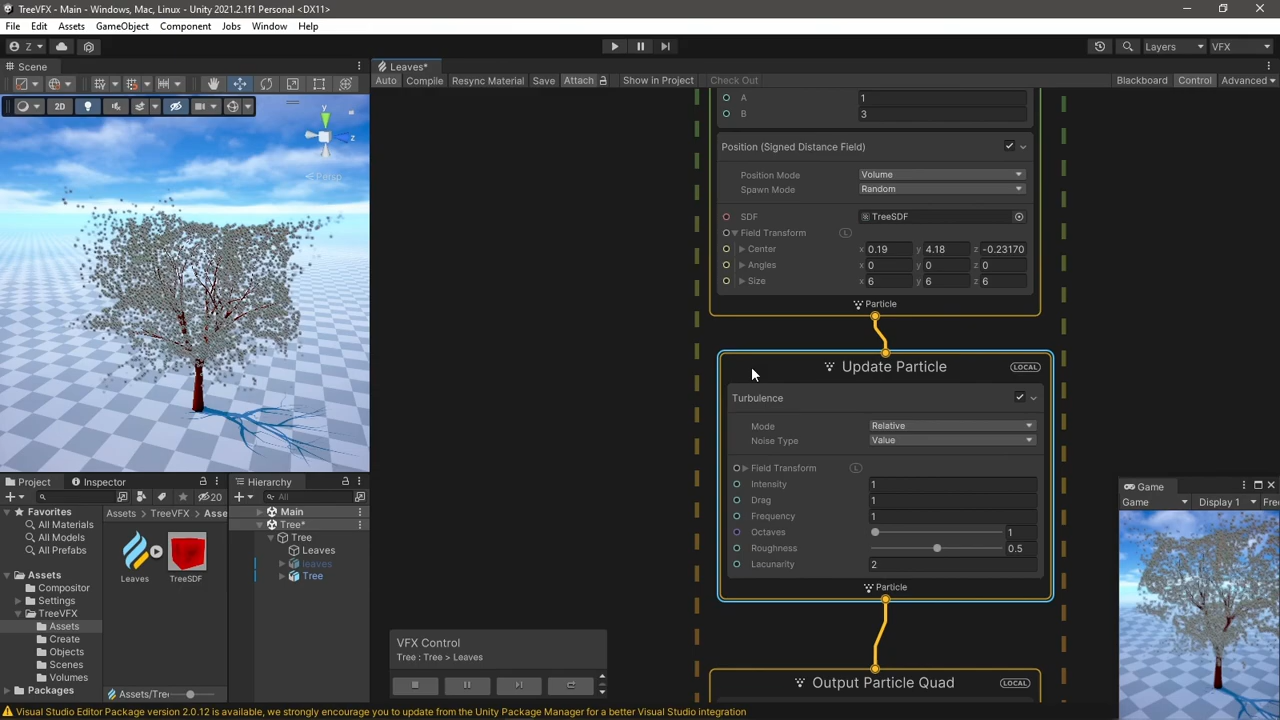 TreeVFX - Main - Windows, Mac, Linux - Unity 2021.2.1f1 Personal <DX11>
File Edit Assets GameObject Component Jobs Window Help
Z Layers VFX
Scene
Leaves*
Auto Compile Resync Material Save Attach Show in Project Check Out Blackboard Control Advanced
2D
y
z
Persp
A 1
B 3
Position (Signed Distance Field)
Position Mode Volume
Spawn Mode Random
SDF TreeSDF
Field Transform L
Center x 0.19 y 4.18 z -0.23170
Angles x 0 y 0 z 0
Size x 6 y 6 z 6
Particle
Update Particle LOCAL
Turbulence
Mode Relative
Noise Type Value
Field Transform L
Intensity 1
Drag 1
Frequency 1
Octaves 1
Roughness 0.5
Lacunarity 2
Particle
Output Particle Quad LOCAL
VFX Control
Tree : Tree > Leaves
Project Inspector
20
Favorites
All Materials
All Models
All Prefabs
Assets
Compositor
Settings
TreeVFX
Assets
Create
Objects
Scenes
Volumes
Packages
Assets > TreeVFX > Asse
Leaves TreeSDF
Assets/Tree
Hierarchy
All
Main
Tree*
Tree
Leaves
leaves
Tree
Game
Game Display 1 Free
Visual Studio Editor Package version 2.0.12 is available, we strongly encourage you to update from the Unity Package Manager for a better Visual Studio integration